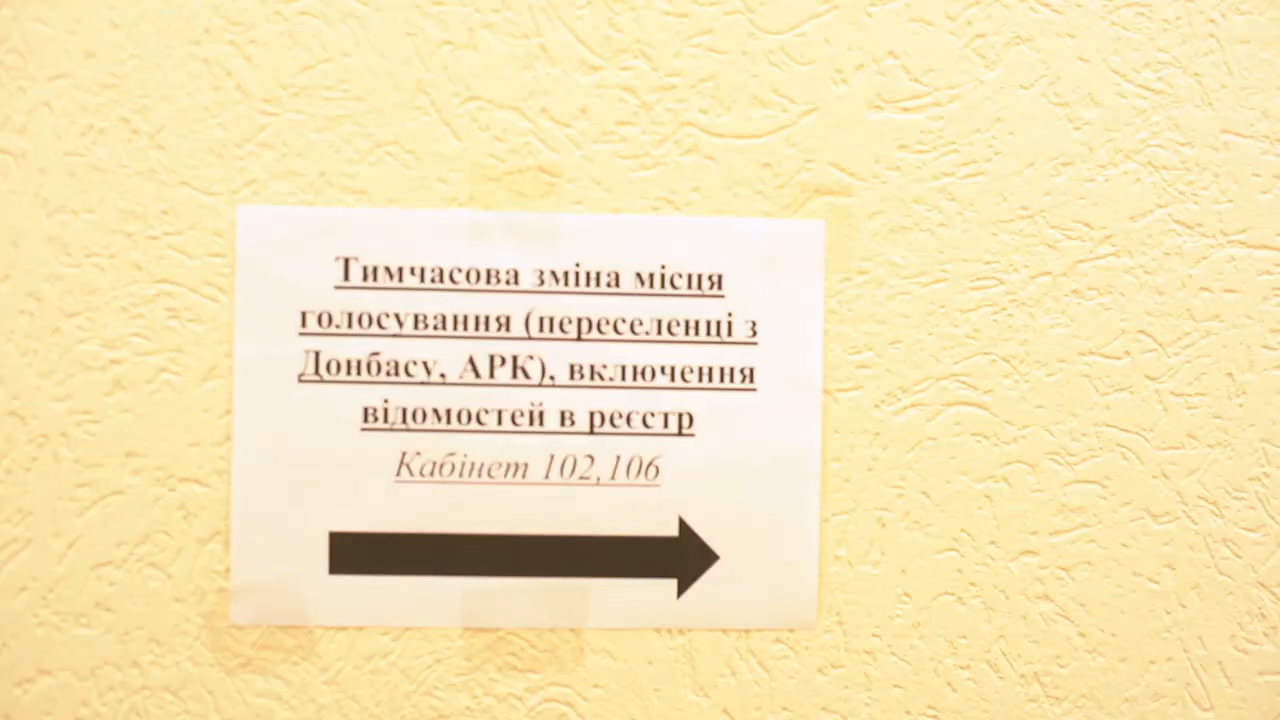 Тимчасова зміна місця
голосування (переселенці з
Донбасу, АРК), включення
відомостей в реєстр
Кабінет 102,106